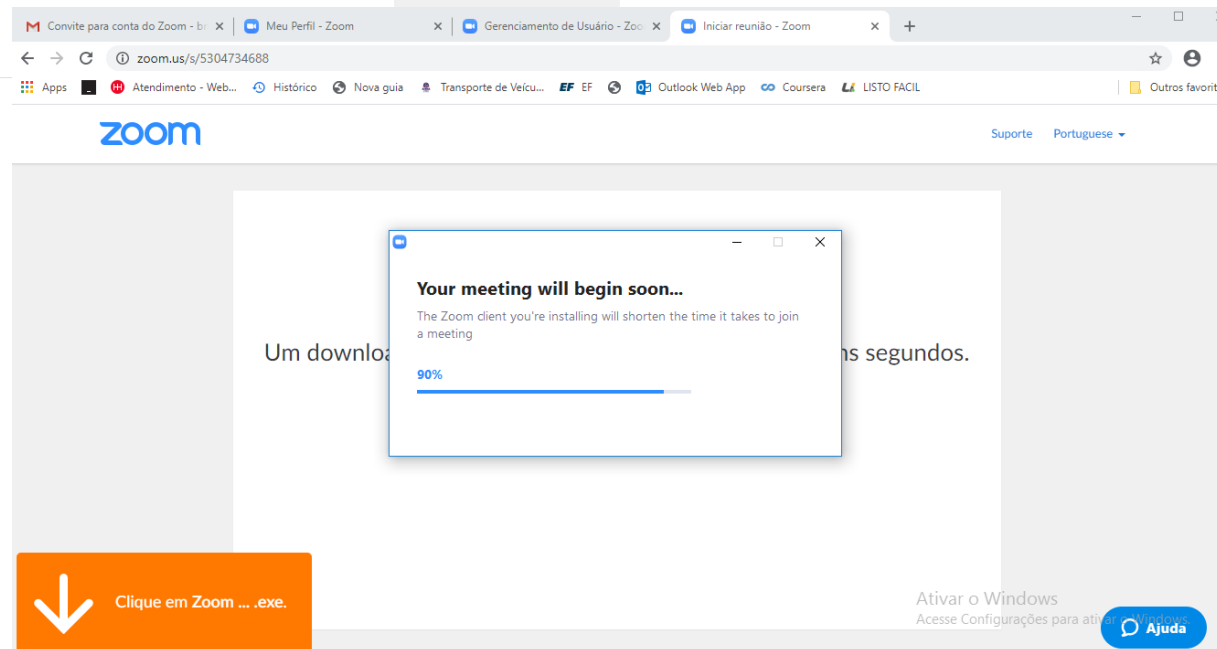 Convite para conta do Zoom - br
Meu Perfil - Zoom
Gerenciamento de Usuário - Zoo
Iniciar reunião - Zoom
zoom.us/s/5304734688
Apps
Atendimento - Web...
Histórico
Nova guia
Transporte de Veícu...
EF EF
Outlook Web App
Coursera
LISTO FACIL
Outros favorit
zoom
Suporte
Portuguese
Your meeting will begin soon...
The Zoom client you're installing will shorten the time it takes to join
a meeting
Um downloa
ns segundos.
90%
Clique em Zoom ... .exe.
Ativar o Windows
Acesse Configurações para ativar o Windows.
Ajuda